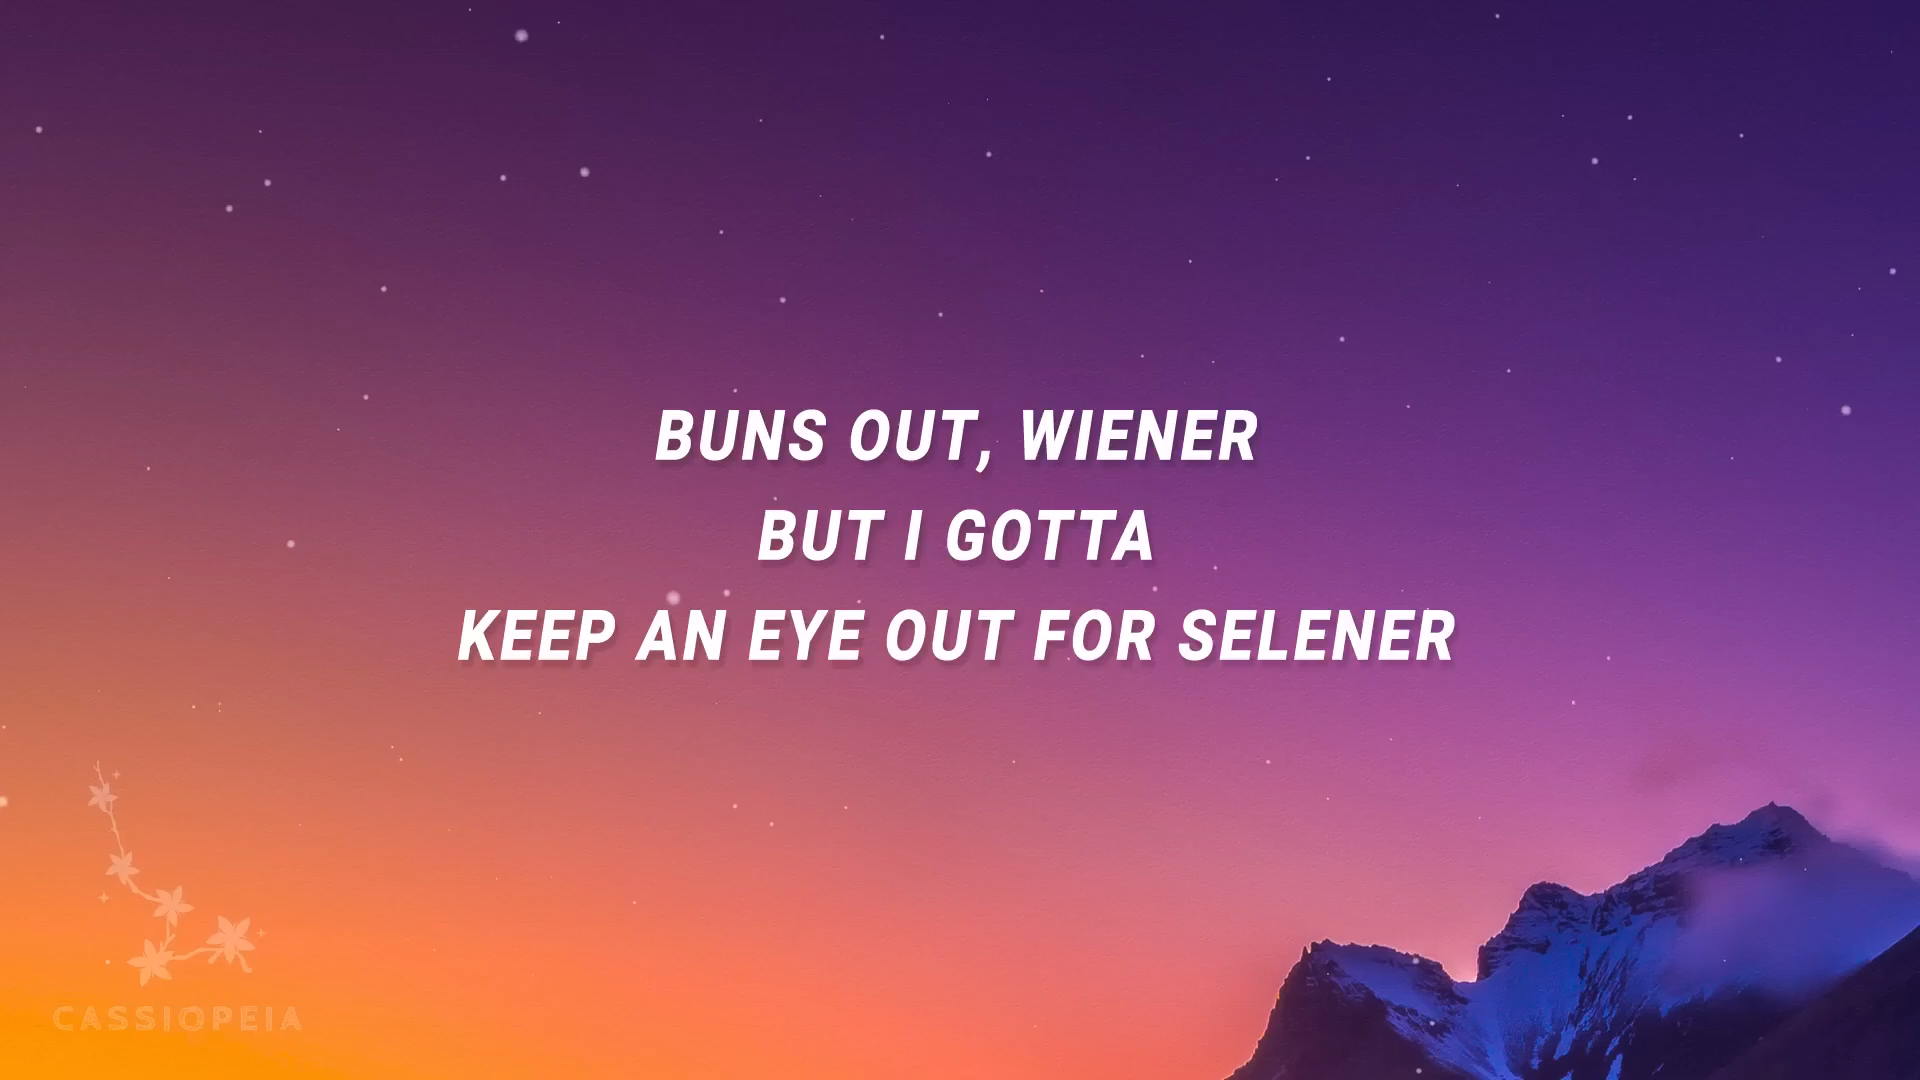 BUNS OUT, WIENER
BUT I GOTTA
KEEP AN EYE OUT FOR SELENER
CASSIOPEIA